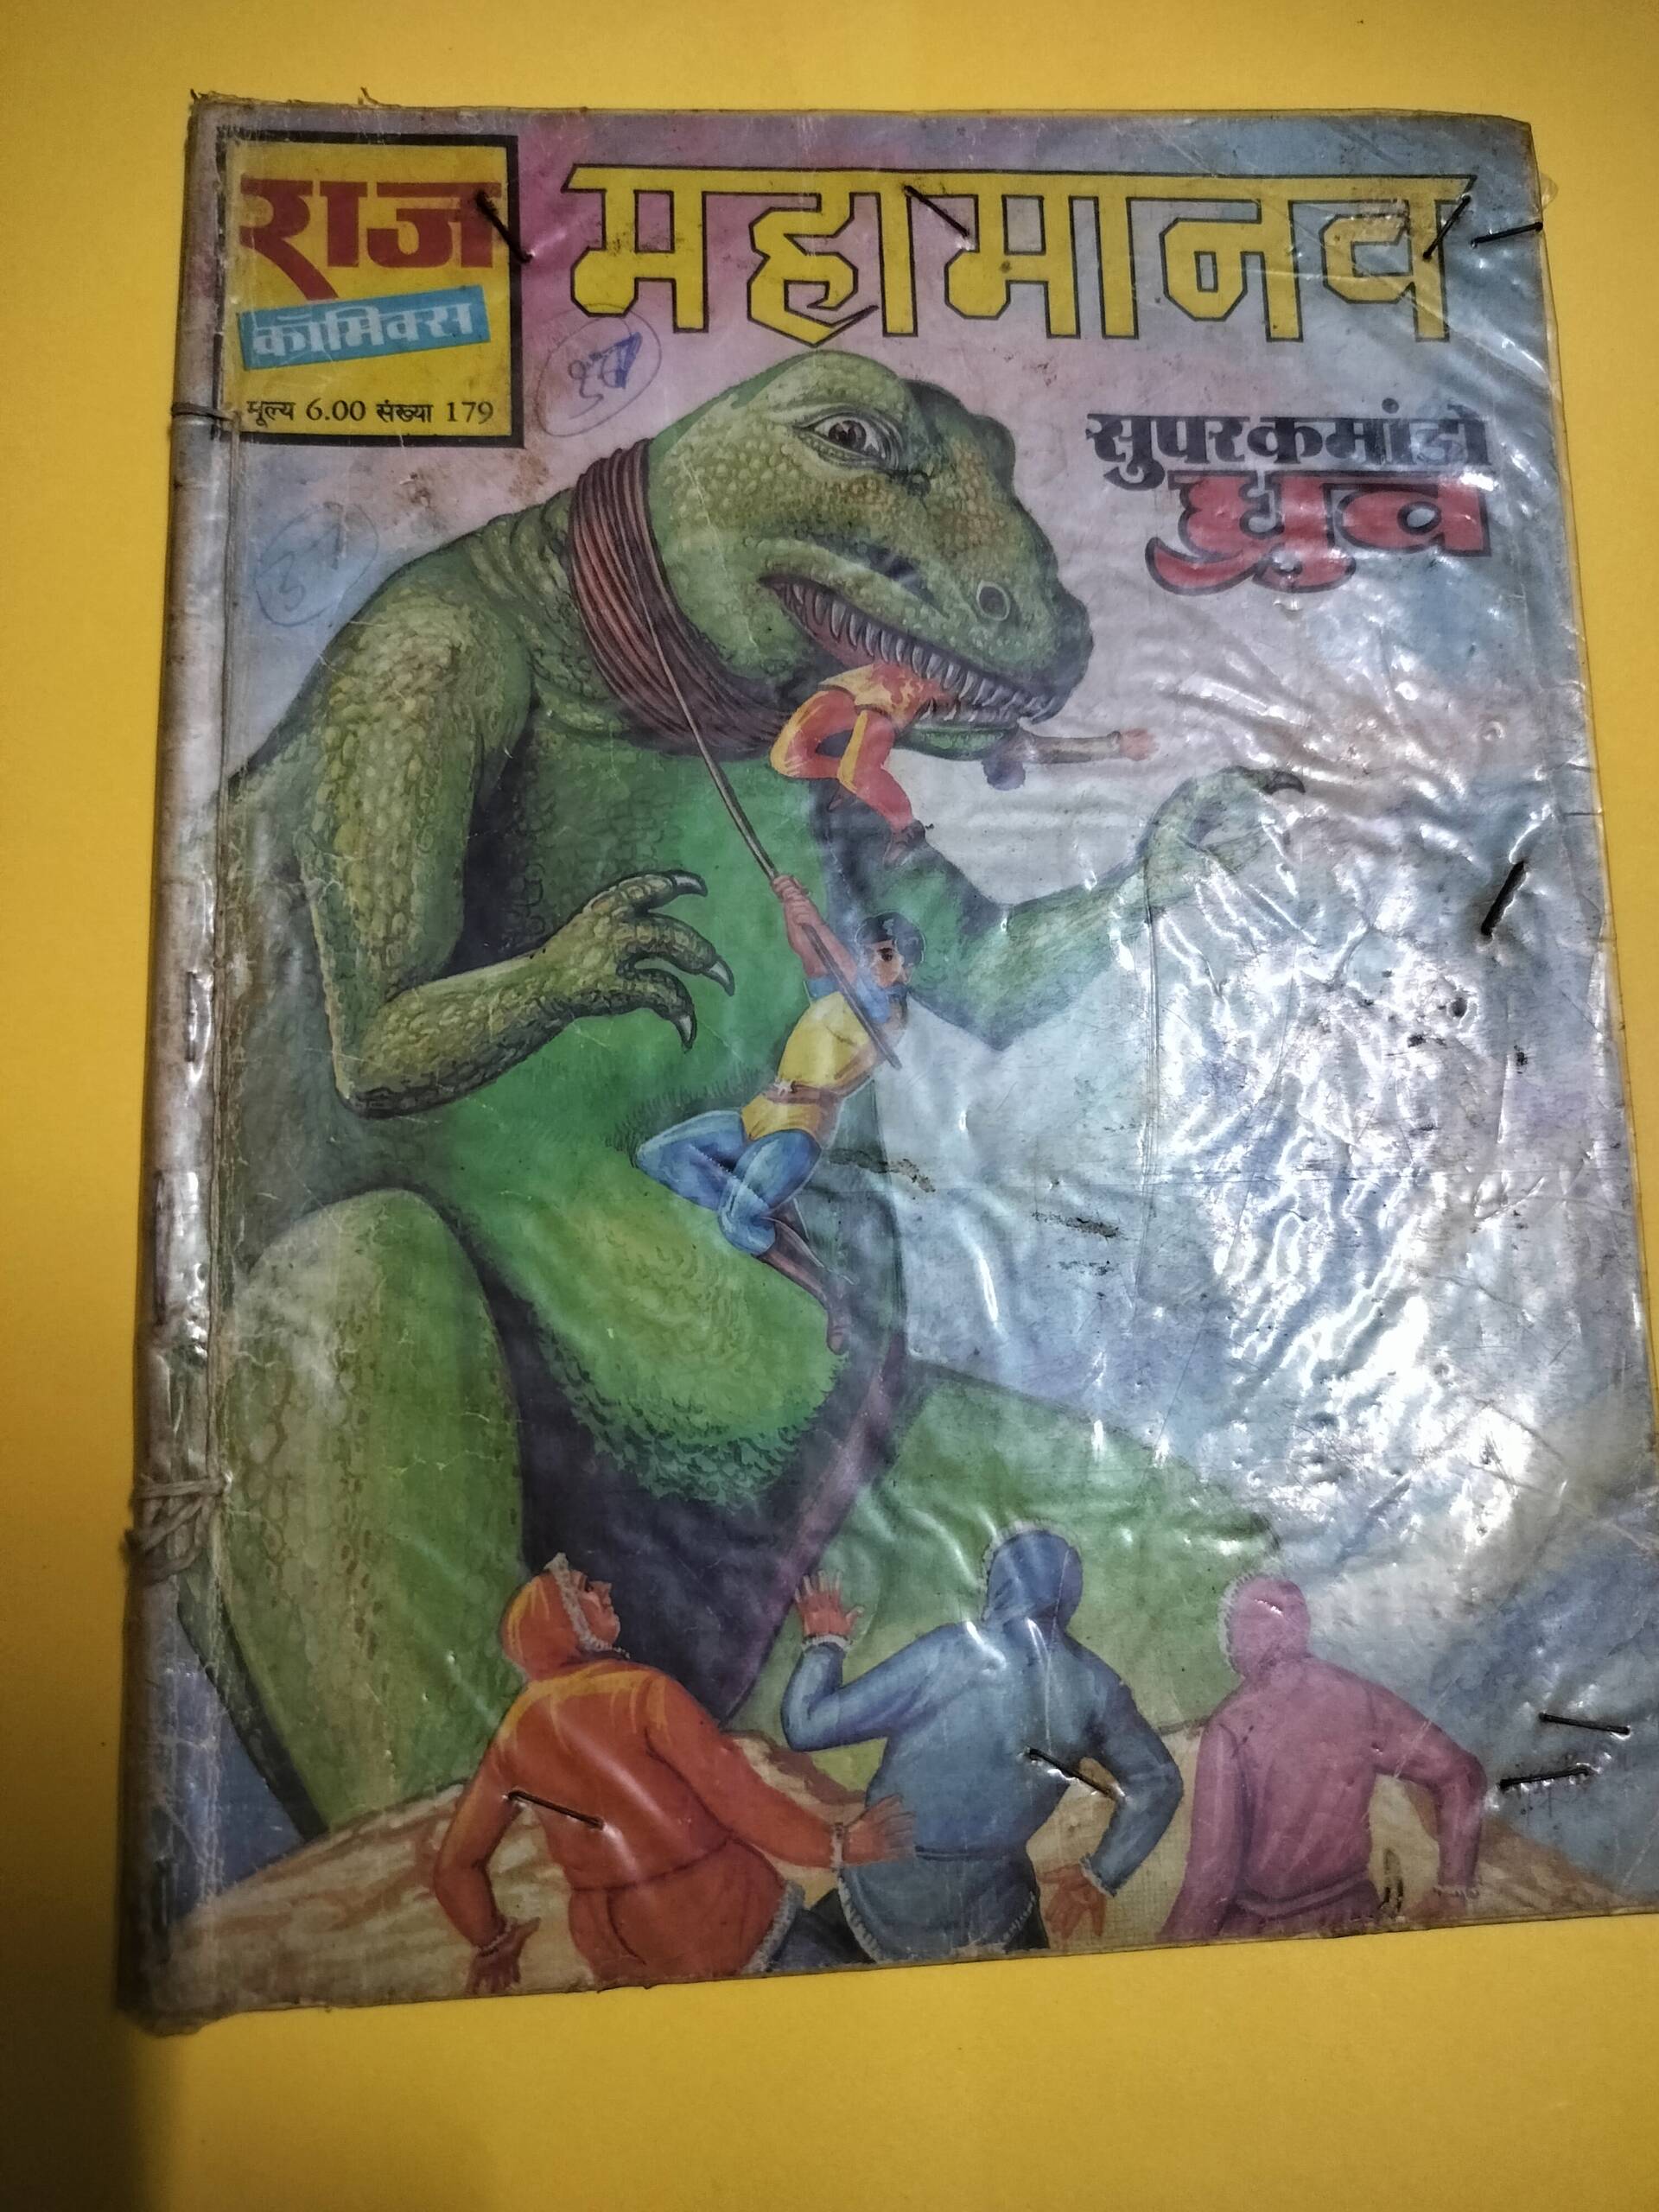 राज
कॉमिक्स
मूल्य 6.00 संख्या 179
महामानव
सुपरकमांडो
ध्रुव